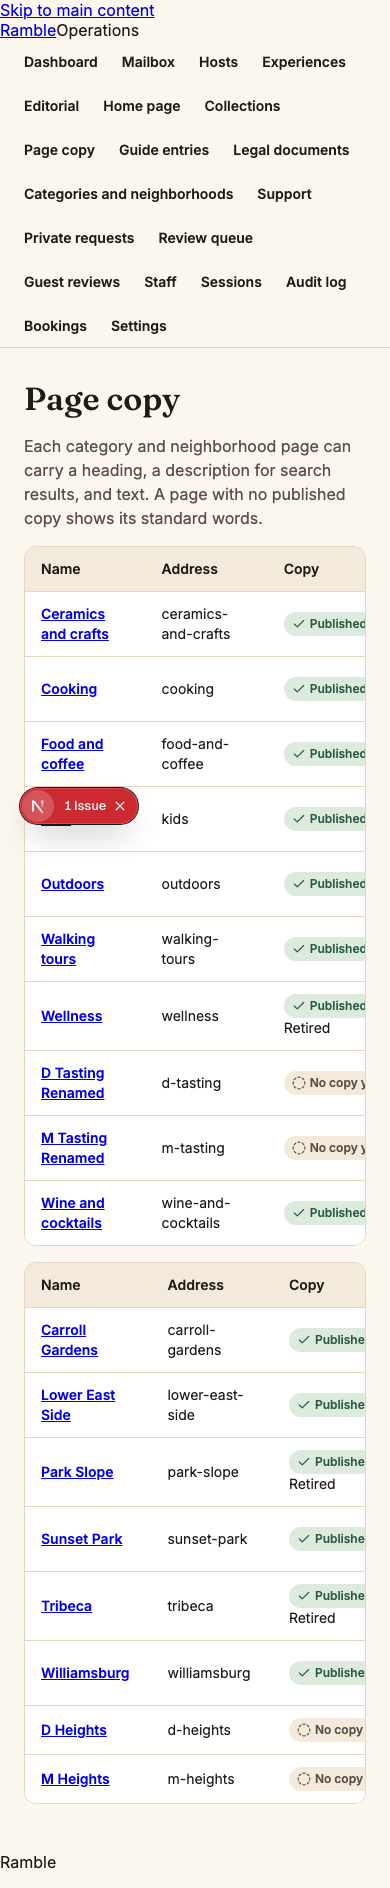 Skip to main content
RambleOperations
Dashboard Mailbox Hosts Experiences
Editorial Home page Collections
Page copy Guide entries Legal documents
Categories and neighborhoods Support
Private requests Review queue
Guest reviews Staff Sessions Audit log
Bookings Settings
Page copy
Each category and neighborhood page can
carry a heading, a description for search
results, and text. A page with no published
copy shows its standard words.
Name Address Copy
Ceramics and crafts ceramics-and-crafts Published
Cooking cooking Published
Food and coffee food-and-coffee Published
1 Issue
kids Published
Outdoors outdoors Published
Walking tours walking-tours Published
Wellness wellness Published
Retired
D Tasting Renamed d-tasting No copy y
M Tasting Renamed m-tasting No copy y
Wine and cocktails wine-and-cocktails Published
Name Address Copy
Carroll Gardens carroll-gardens Publishe
Lower East Side lower-east-side Publishe
Park Slope park-slope Publishe
Retired
Sunset Park sunset-park Publishe
Tribeca tribeca Publishe
Retired
Williamsburg williamsburg Publishe
D Heights d-heights No copy
M Heights m-heights No copy
Ramble